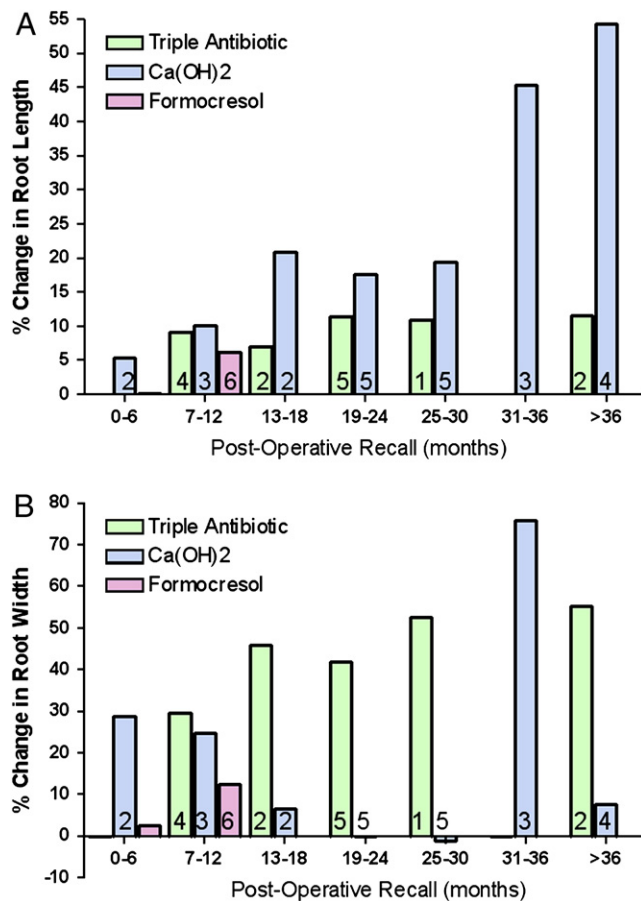 A
% Change in Root Length
55
50
45
40
35
30
25
20
15
10
5
0
Triple Antibiotic
Ca(OH)2
Formocresol
2 4 3 6 2 2 5 5 1 5 3 2 4
0-6 7-12 13-18 19-24 25-30 31-36 >36
Post-Operative Recall (months)
B
% Change in Root Width
80
70
60
50
40
30
20
10
0
-10
Triple Antibiotic
Ca(OH)2
Formocresol
2 4 3 6 2 2 5 5 1 5 3 2 4
0-6 7-12 13-18 19-24 25-30 31-36 >36
Post-Operative Recall (months)